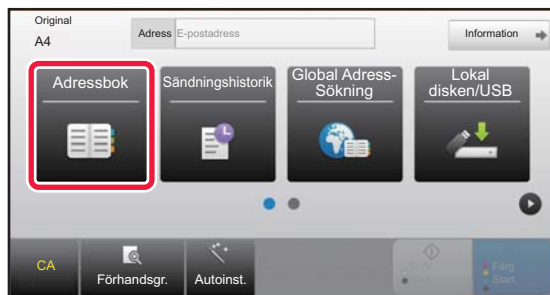 Original
A4
Adress
E-postadress
Information
Adressbok
Sändningshistorik
Global Adress-
Sökning
Lokal
disken/USB
CA
Förhandsgr.
Autoinst.
Färg
Start